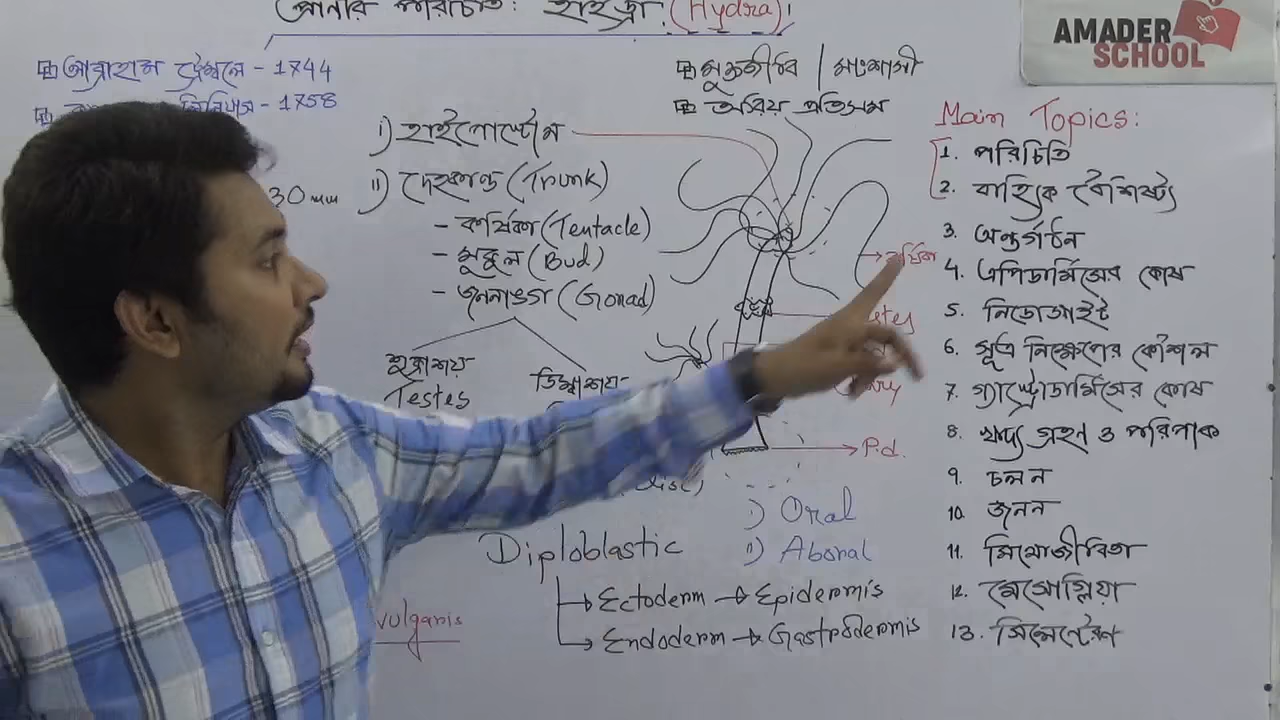 প্রাণীর পরিচিতি: হাইড্রা (Hydra)
AMADER
SCHOOL
আব্রাহাম ট্রেম্বলে - 1744
- 1758
30 mm
i) হাইপোস্টোম
ii) দেহকান্ড (Trunk)
- কর্ষিকা (Tentacle)
- মুকুল (Bud)
- জননাঙ্গ (Gonad)
শুক্রাশয়
Testes
ডিম্বাশয়
মুক্তজীবি / মাংসাশী
অরিয় প্রতিসম
P.d.
i) Oral
ii) Aboral
Diploblastic
Ectoderm → Epidermis
Endoderm → Gastrodermis
vulgaris
Main Topics:
1. পরিচিতি
2. বাহ্যিক বৈশিষ্ট্য
3. অন্তর্গঠন
4. এপিডার্মিসের কোষ
5. নিডোসাইট
6. সূত্র নিক্ষেপের কৌশল
7. গ্যাস্ট্রোডার্মিসের কোষ
8. খাদ্য গ্রহণ ও পরিপাক
9. চলন
10. জনন
11. মিথোজীবিতা
12. মেসোগ্লিয়া
13. সিলেন্টেরণ